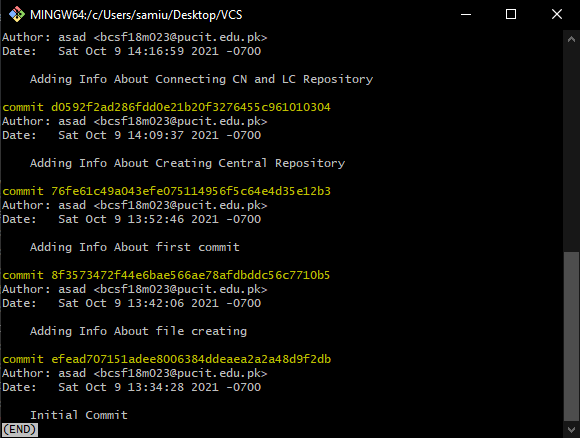 MINGW64:/c/Users/samiu/Desktop/VCS
Author: asad <bcsf18m023@pucit.edu.pk>
Date:   Sat Oct 9 14:16:59 2021 -0700
    Adding Info About Connecting CN and LC Repository
commit d0592f2ad286fdd0e21b20f3276455c961010304
Author: asad <bcsf18m023@pucit.edu.pk>
Date:   Sat Oct 9 14:09:37 2021 -0700
    Adding Info About Creating Central Repository
commit 76fe61c49a043efe075114956f5c64e4d35e12b3
Author: asad <bcsf18m023@pucit.edu.pk>
Date:   Sat Oct 9 13:52:46 2021 -0700
    Adding Info About first commit
commit 8f3573472f44e6bae566ae78afdbddc56c7710b5
Author: asad <bcsf18m023@pucit.edu.pk>
Date:   Sat Oct 9 13:42:06 2021 -0700
    Adding Info About file creating
commit efead707151adee8006384ddeaea2a2a48d9f2db
Author: asad <bcsf18m023@pucit.edu.pk>
Date:   Sat Oct 9 13:34:28 2021 -0700
    Initial Commit
(END)